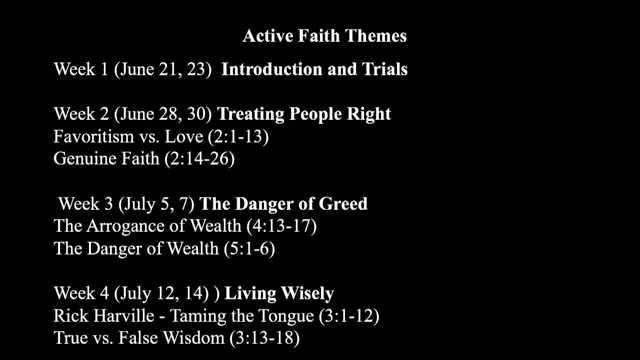 Active Faith Themes
Week 1 (June 21, 23)  Introduction and Trials
Week 2 (June 28, 30) Treating People Right
Favoritism vs. Love (2:1-13)
Genuine Faith (2:14-26)
Week 3 (July 5, 7) The Danger of Greed
The Arrogance of Wealth (4:13-17)
The Danger of Wealth (5:1-6)
Week 4 (July 12, 14) ) Living Wisely
Rick Harville - Taming the Tongue (3:1-12)
True vs. False Wisdom (3:13-18)